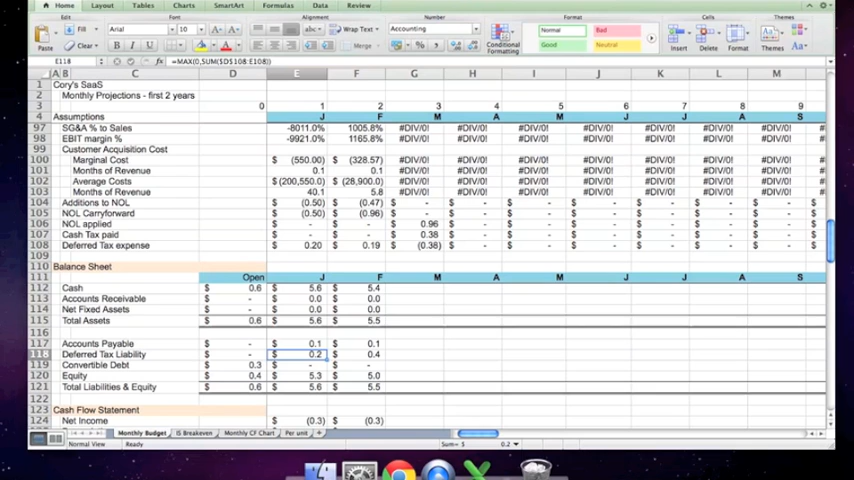 Home Layout Tables Charts SmartArt Formulas Data Review
Font Alignment Number Format Cells Themes
Fill Arial 10 abc Wrap Text Accounting Normal Bad Aa
Paste Clear B I U Merge % Conditional Formatting Good Neutral Insert Delete Format Themes Aa
E118 fx =MAX(0,SUM($D$108:E108))
A B C D E F G H I J K L M
1 Cory's SaaS
2 Monthly Projections - first 2 years
3 0 1 2 3 4 5 6 7 8 9
4 Assumptions J F M A M J J A S
97 SG&A % to Sales -8011.0% 1005.8% #DIV/0! #DIV/0! #DIV/0! #DIV/0! #DIV/0! #DIV/0! #DIV/0! #
98 EBIT margin % -9921.0% 1165.8% #DIV/0! #DIV/0! #DIV/0! #DIV/0! #DIV/0! #DIV/0! #DIV/0! #
99 Customer Acquisition Cost
100 Marginal Cost $ (550.00) $ (328.57) #DIV/0! #DIV/0! #DIV/0! #DIV/0! #DIV/0! #DIV/0! #DIV/0! #
101 Months of Revenue 0.1 0.1 #DIV/0! #DIV/0! #DIV/0! #DIV/0! #DIV/0! #DIV/0! #DIV/0! #
102 Average Costs $ (200,550.0) $ (28,900.0) #DIV/0! #DIV/0! #DIV/0! #DIV/0! #DIV/0! #DIV/0! #DIV/0! #
103 Months of Revenue 40.1 5.8 #DIV/0! #DIV/0! #DIV/0! #DIV/0! #DIV/0! #DIV/0! #DIV/0! #
104 Additions to NOL $ (0.50) $ (0.47) $ - $ - $ - $ - $ - $ - $ - $
105 NOL Carryforward $ (0.50) $ (0.96) $ - $ - $ - $ - $ - $ - $ - $
106 NOL applied $ - $ - $ 0.96 $ - $ - $ - $ - $ - $ - $
107 Cash Tax paid $ - $ - $ 0.38 $ - $ - $ - $ - $ - $ - $
108 Deferred Tax expense $ 0.20 $ 0.19 $ (0.38) $ - $ - $ - $ - $ - $ - $
109
110 Balance Sheet
111 Open J F M A M J J A S
112 Cash $ 0.6 $ 5.6 $ 5.4
113 Accounts Receivable $ - $ 0.0 $ 0.0
114 Net Fixed Assets $ - $ 0.0 $ 0.0
115 Total Assets $ 0.6 $ 5.6 $ 5.5
116
117 Accounts Payable $ - $ 0.1 $ 0.1
118 Deferred Tax Liability $ - $ 0.2 $ 0.4
119 Convertible Debt $ 0.3 $ - $ -
120 Equity $ 0.4 $ 5.3 $ 5.0
121 Total Liabilities & Equity $ 0.6 $ 5.6 $ 5.5
122
123 Cash Flow Statement
124 Net Income $ (0.3) $ (0.3)
Monthly Budget IS Breakeven Monthly CF Chart Per unit +
Normal View Ready Sum= $ 0.2